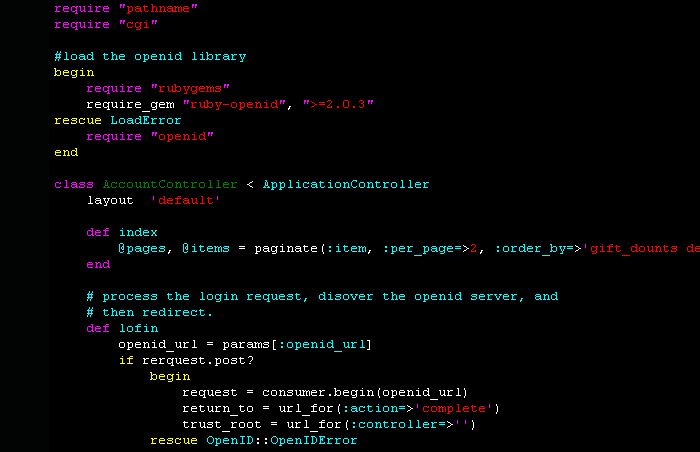 require "pathname"
require "cgi"
#load the openid library
begin
require "rubygems"
require_gem "ruby-openid", ">=2.0.3"
rescue LoadError
require "openid"
end
class AccountController < ApplicationController
layout 'default'
def index
@pages, @items = paginate(:item, :per_page=>2, :order_by=>'gift_dounts de
end
# process the login request, disover the openid server, and
# then redirect.
def lofin
openid_url = params[:openid_url]
if rerquest.post?
begin
request = consumer.begin(openid_url)
return_to = url_for(:action=>'complete')
trust_root = url_for(:controller=>'')
rescue OpenID::OpenIDError